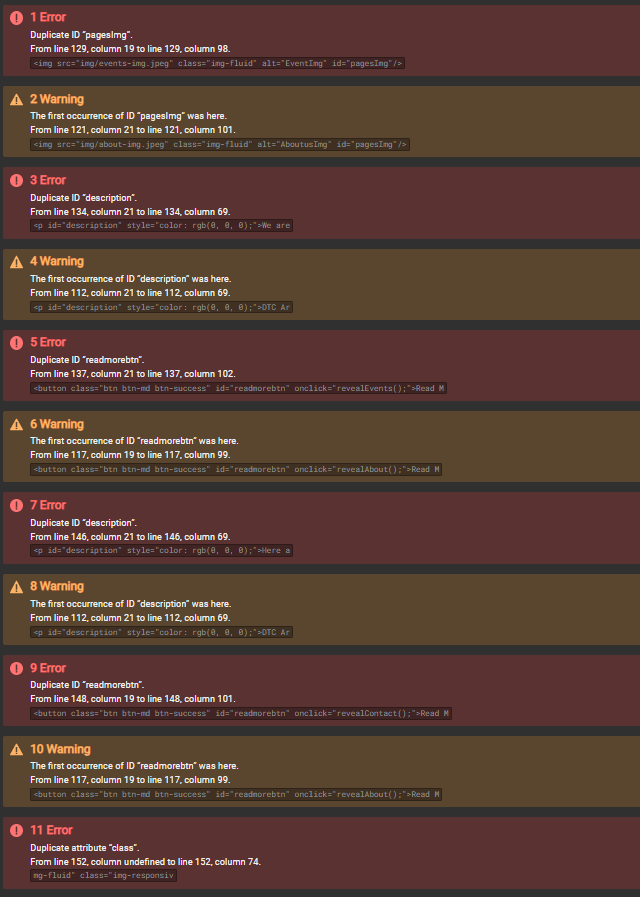 1 Error
Duplicate ID “pagesImg”.
From line 129, column 19 to line 129, column 98.
<img src="img/events-img.jpeg" class="img-fluid" alt="EventImg" id="pagesImg"/>
2 Warning
The first occurrence of ID “pagesImg” was here.
From line 121, column 21 to line 121, column 101.
<img src="img/about-img.jpeg" class="img-fluid" alt="AboutusImg" id="pagesImg"/>
3 Error
Duplicate ID “description”.
From line 134, column 21 to line 134, column 69.
<p id="description" style="color: rgb(0, 0, 0);">We are
4 Warning
The first occurrence of ID “description” was here.
From line 112, column 21 to line 112, column 69.
<p id="description" style="color: rgb(0, 0, 0);">DTC Ar
5 Error
Duplicate ID “readmorebtn”.
From line 137, column 21 to line 137, column 102.
<button class="btn btn-md btn-success" id="readmorebtn" onclick="revealEvents();">Read M
6 Warning
The first occurrence of ID “readmorebtn” was here.
From line 117, column 19 to line 117, column 99.
<button class="btn btn-md btn-success" id="readmorebtn" onclick="revealAbout();">Read M
7 Error
Duplicate ID “description”.
From line 146, column 21 to line 146, column 69.
<p id="description" style="color: rgb(0, 0, 0);">Here a
8 Warning
The first occurrence of ID “description” was here.
From line 112, column 21 to line 112, column 69.
<p id="description" style="color: rgb(0, 0, 0);">DTC Ar
9 Error
Duplicate ID “readmorebtn”.
From line 148, column 19 to line 148, column 101.
<button class="btn btn-md btn-success" id="readmorebtn" onclick="revealContact();">Read M
10 Warning
The first occurrence of ID “readmorebtn” was here.
From line 117, column 19 to line 117, column 99.
<button class="btn btn-md btn-success" id="readmorebtn" onclick="revealAbout();">Read M
11 Error
Duplicate attribute “class”.
From line 152, column undefined to line 152, column 74.
mg-fluid" class="img-responsiv